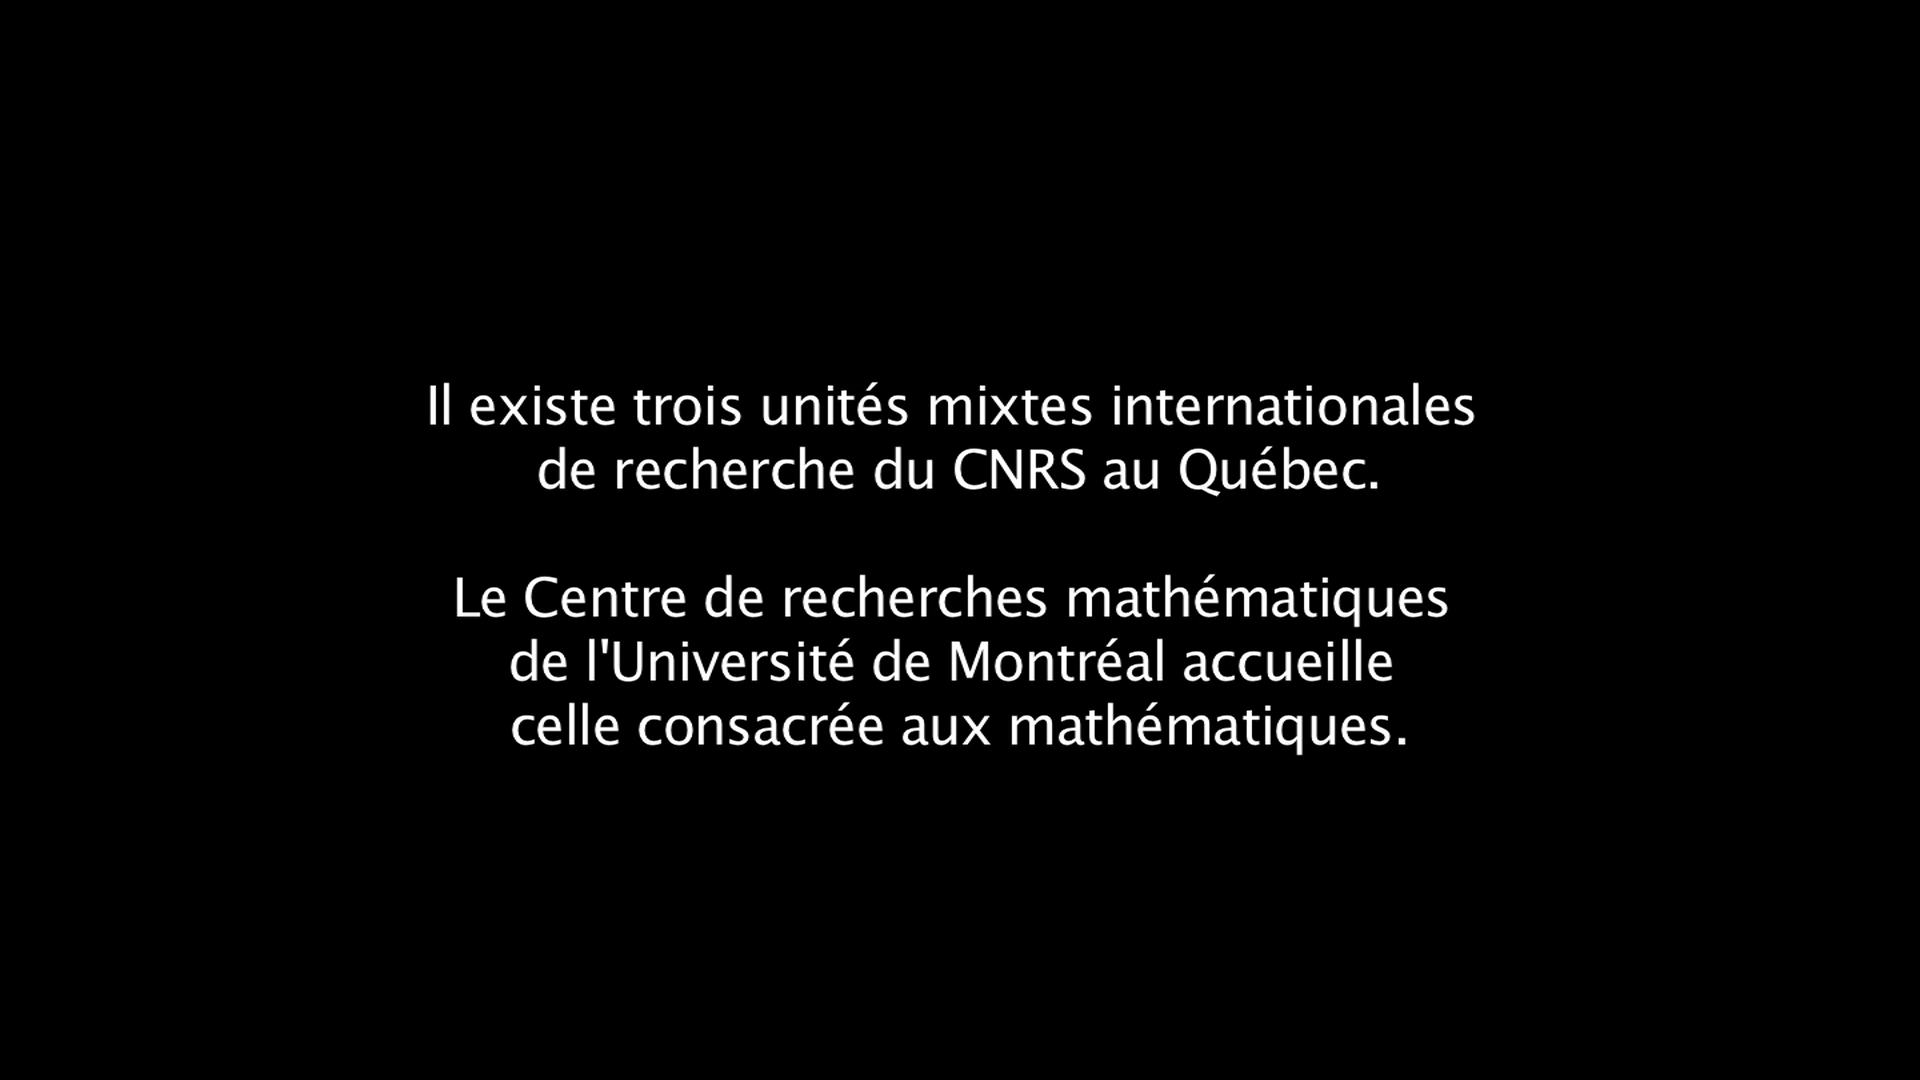 Il existe trois unités mixtes internationales
de recherche du CNRS au Québec.
Le Centre de recherches mathématiques
de l'Université de Montréal accueille
celle consacrée aux mathématiques.